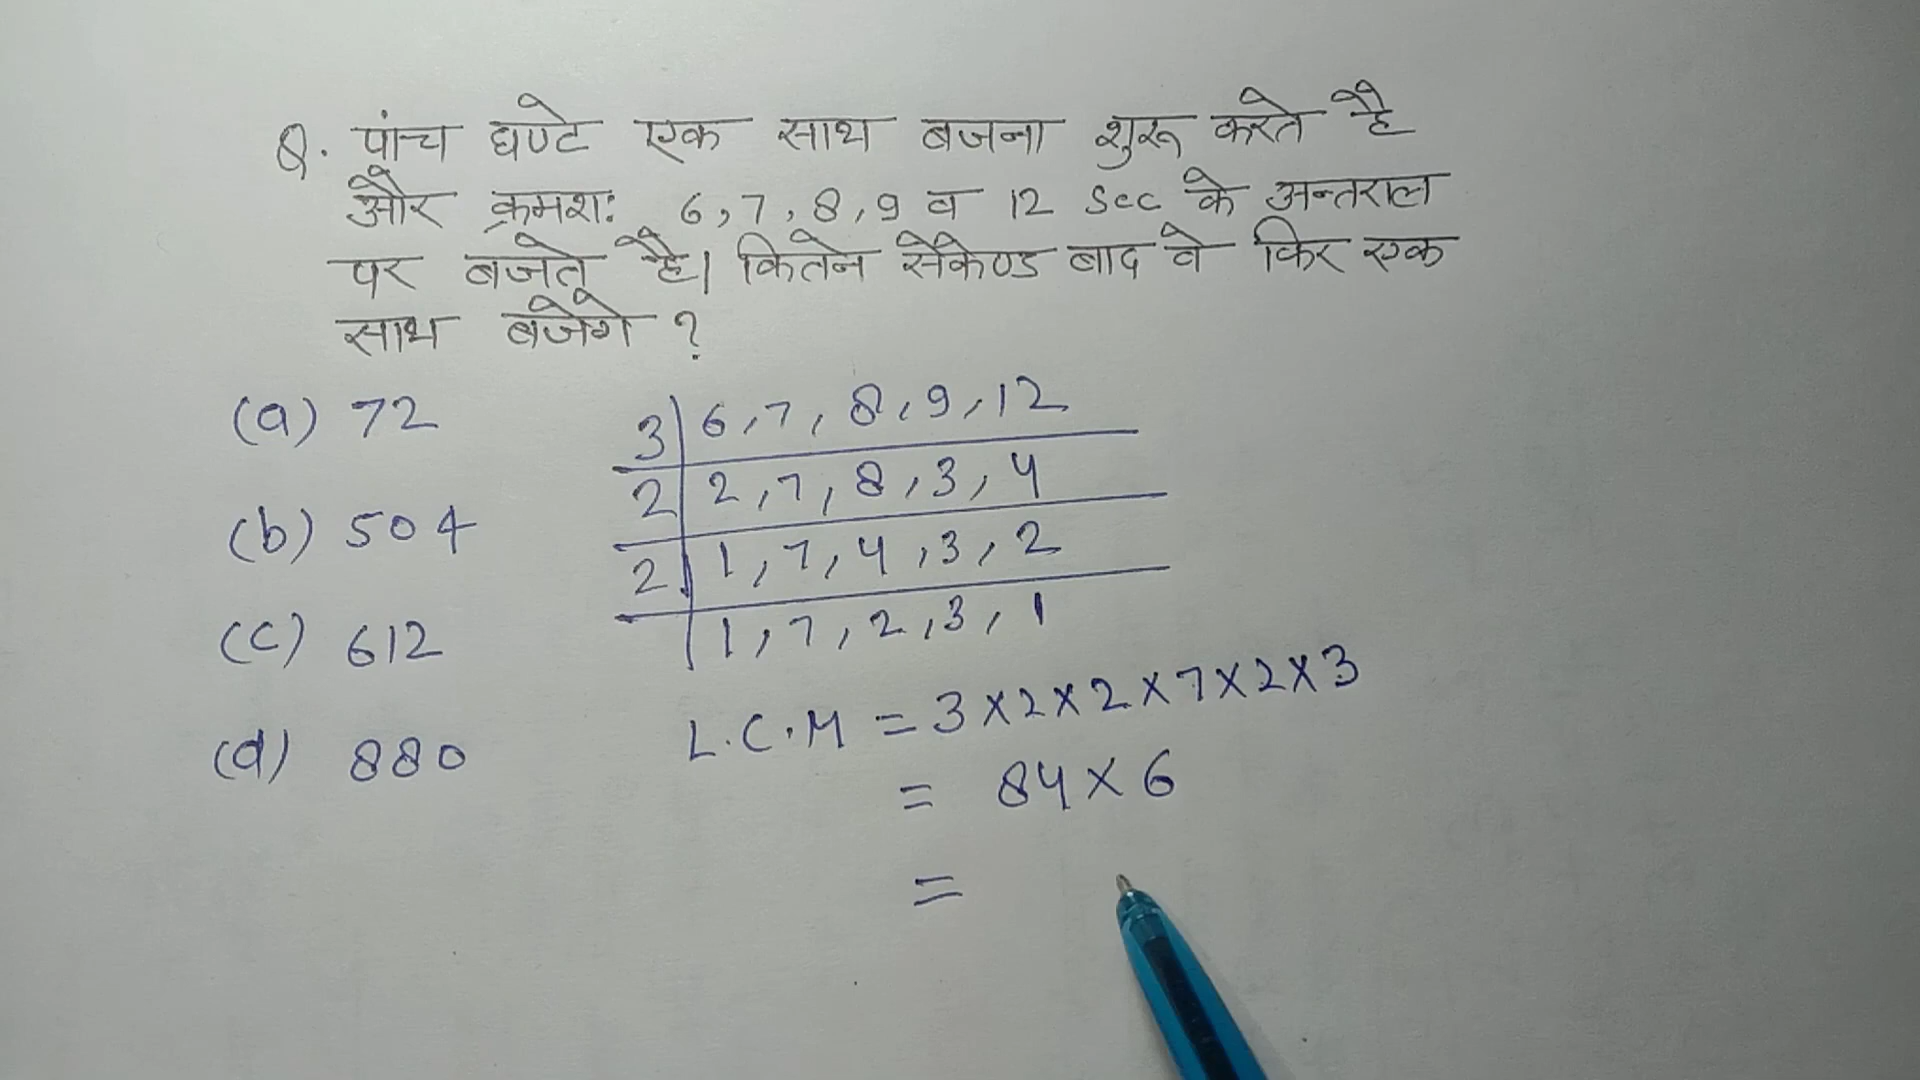 Q. पांच घण्टे एक साथ बजना शुरू करते है
और क्रमश: 6,7,8,9 व 12 sec के अन्तराल
पर बजते है। कितने सैकेण्ड बाद वे फिर एक
साथ बजेगे ?
(a) 72
(b) 504
(c) 612
(d) 880
3 | 6,7,8,9,12
2 | 2,7,8,3,4
2 | 1,7,4,3,2
| 1,7,2,3,1
L.C.M = 3×2×2×7×2×3
= 84×6
=